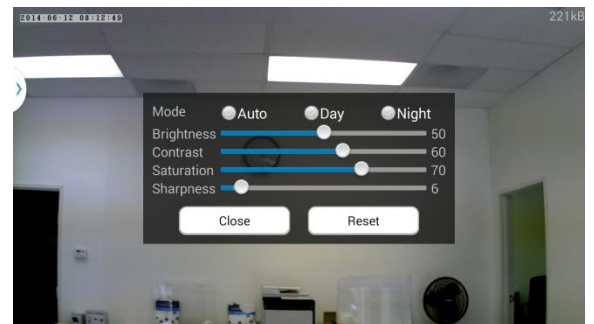 2014-06-12 08:12:49 221kB
Mode Auto Day Night
Brightness 50
Contrast 60
Saturation 70
Sharpness 6
Close Reset